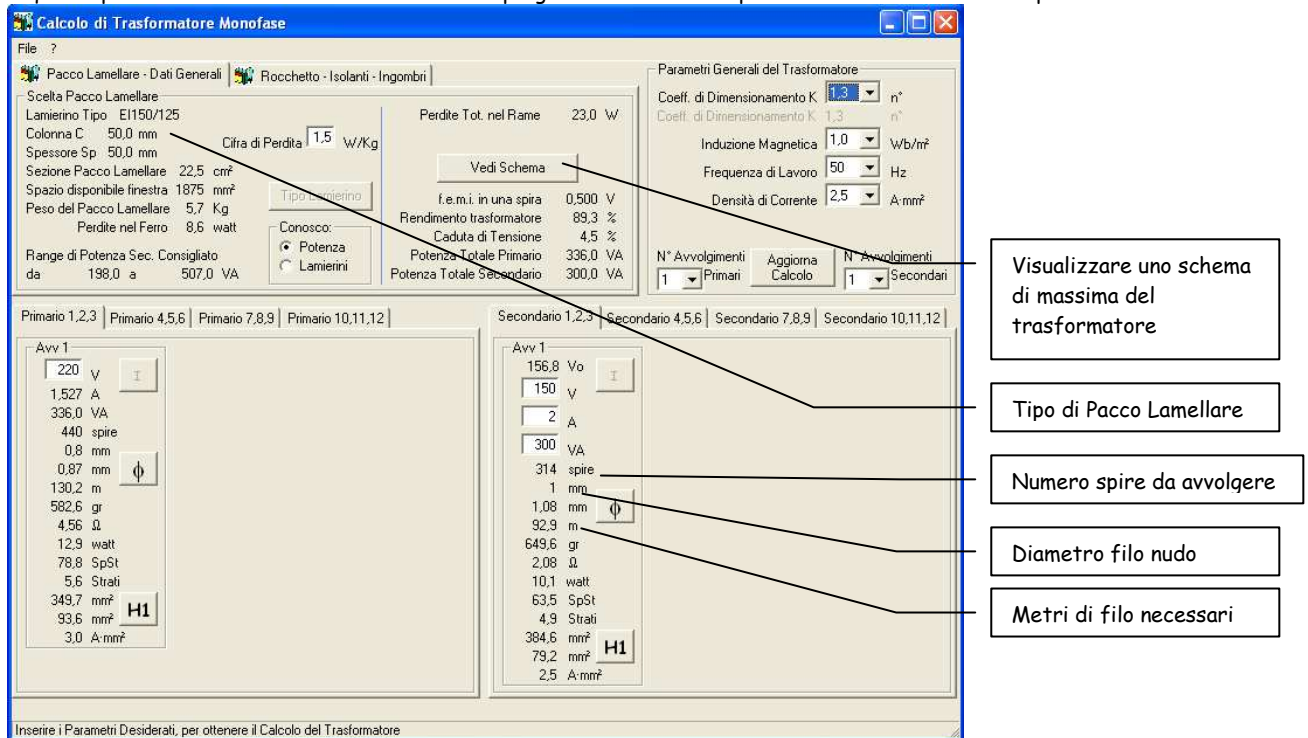 Calcolo di Trasformatore Monofase
File ?
Pacco Lamellare - Dati Generali
Rocchetto - Isolanti - Ingombri
Scelta Pacco Lamellare
Lamierino Tipo EI150/125
Colonna C 50,0 mm
Spessore Sp 50,0 mm
Sezione Pacco Lamellare 22,5 cm²
Spazio disponibile finestra 1875 mm²
Peso del Pacco Lamellare 5,7 Kg
Perdite nel Ferro 8,6 watt
Range di Potenza Sec. Consigliato
da 198,0 a 507,0 VA
Cifra di Perdita 1,5 W/Kg
Tipo Lamierino
Conosco:
Potenza
Lamierini
Perdite Tot. nel Rame 23,0 W
Vedi Schema
f.e.m.i. in una spira 0,500 V
Rendimento trasformatore 89,3 %
Caduta di Tensione 4,5 %
Potenza Totale Primario 336,0 VA
Potenza Totale Secondario 300,0 VA
Parametri Generali del Trasformatore
Coeff. di Dimensionamento K 1,3 n°
Coeff. di Dimensionamento K 1,3 n°
Induzione Magnetica 1,0 Wb/m²
Frequenza di Lavoro 50 Hz
Densità di Corrente 2,5 A·mm²
N° Avvolgimenti
1 Primari
Aggiorna
Calcolo
N° Avvolgimenti
1 Secondari
Primario 1,2,3 Primario 4,5,6 Primario 7,8,9 Primario 10,11,12
Avv 1
220 V
I
1,527 A
336,0 VA
440 spire
0,8 mm
0,87 mm
ϕ
130,2 m
582,6 gr
4,56 Ω
12,9 watt
78,8 SpSt
5,6 Strati
349,7 mm²
H1
93,6 mm²
3,0 A·mm²
Secondario 1,2,3 Secondario 4,5,6 Secondario 7,8,9 Secondario 10,11,12
Avv 1
156,8 Vo
I
150 V
2 A
300 VA
314 spire
1 mm
1,08 mm
ϕ
92,9 m
649,6 gr
2,08 Ω
10,1 watt
63,5 SpSt
4,9 Strati
384,6 mm²
H1
79,2 mm²
2,5 A·mm²
Inserire i Parametri Desiderati, per ottenere il Calcolo del Trasformatore
Visualizzare uno schema
di massima del
trasformatore
Tipo di Pacco Lamellare
Numero spire da avvolgere
Diametro filo nudo
Metri di filo necessari